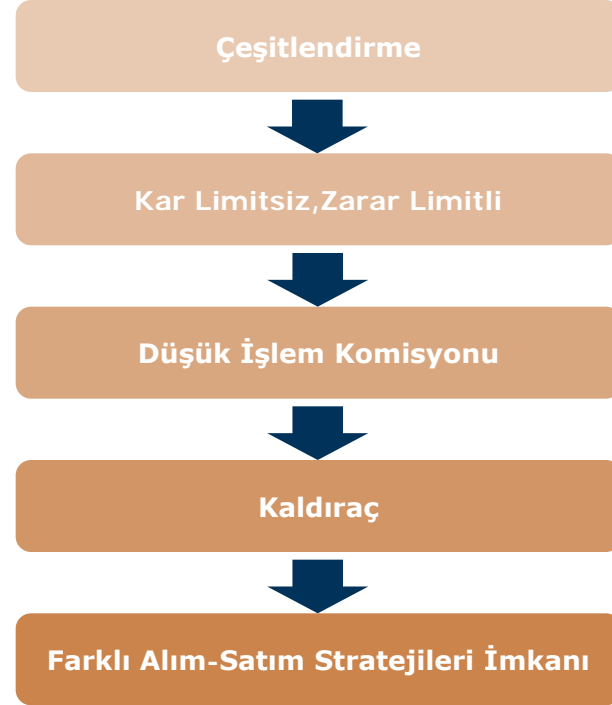 Çeşitlendirme
Kar Limitsiz,Zarar Limitli
Düşük İşlem Komisyonu
Kaldıraç
Farklı Alım-Satım Stratejileri İmkanı